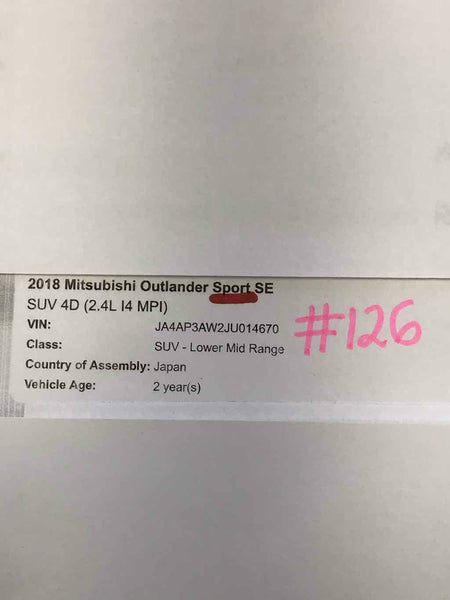 2018 Mitsubishi Outlander Sport SE
SUV 4D (2.4L I4 MPI)
VIN: JA4AP3AW2JU014670
Class: SUV - Lower Mid Range
Country of Assembly: Japan
Vehicle Age: 2 year(s)
#126